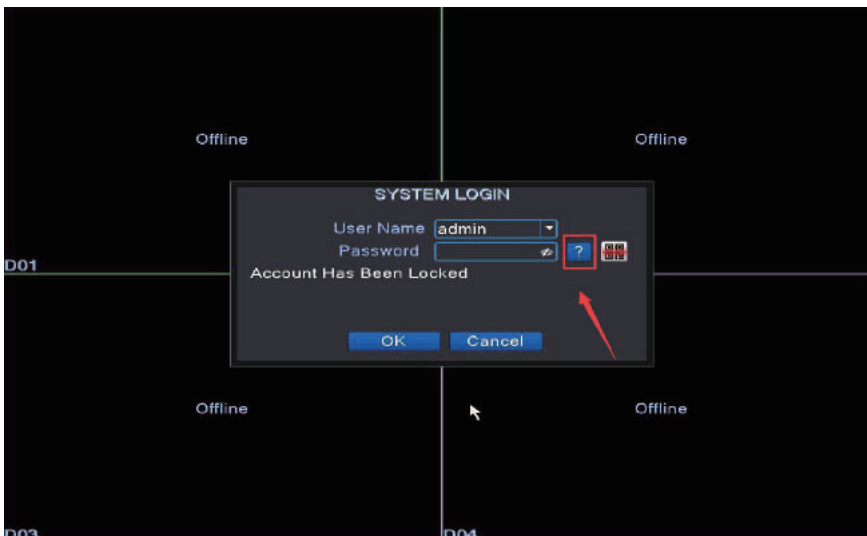 Offline
Offline
SYSTEM LOGIN
User Name admin
Password ?
D01
Account Has Been Locked
OK Cancel
Offline
Offline
D03
D04